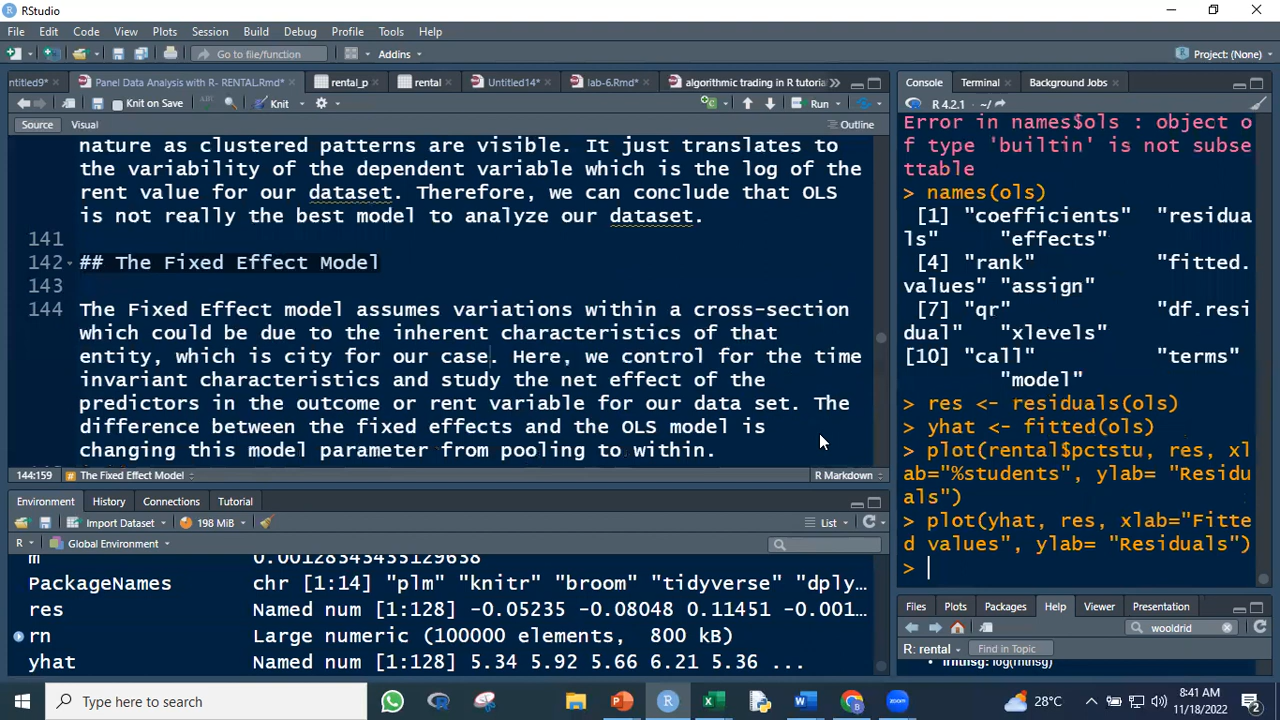 RStudio
File Edit Code View Plots Session Build Debug Profile Tools Help
Go to file/function Addins Project: (None)
ntitled9* Panel Data Analysis with R- RENTAL.Rmd* rental_p rental Untitled14* lab-6.Rmd* algorithmic trading in R tutorial
Knit on Save Knit Run
Source Visual Outline
nature as clustered patterns are visible. It just translates to
the variability of the dependent variable which is the log of the
rent value for our dataset. Therefore, we can conclude that OLS
is not really the best model to analyze our dataset.
141
142 ## The Fixed Effect Model
143
144 The Fixed Effect model assumes variations within a cross-section
which could be due to the inherent characteristics of that
entity, which is city for our case. Here, we control for the time
invariant characteristics and study the net effect of the
predictors in the outcome or rent variable for our data set. The
difference between the fixed effects and the OLS model is
changing this model parameter from pooling to within.
144:159 # The Fixed Effect Model R Markdown
Environment History Connections Tutorial
Import Dataset 198 MiB List
R Global Environment
m 0.0012834343512963​8
PackageNames chr [1:14] "plm" "knitr" "broom" "tidyverse" "dply…
res Named num [1:128] -0.05235 -0.08048 0.11451 -0.001…
rn Large numeric (100000 elements, 800 kB)
yhat Named num [1:128] 5.34 5.92 5.66 6.21 5.36 ...
Console Terminal Background Jobs
R 4.2.1 · ~/
Error in names$ols : object o
f type 'builtin' is not subse
ttable
> names(ols)
[1] "coefficients" "residua
ls" "effects"
[4] "rank" "fitted.
values" "assign"
[7] "qr" "df.resi
dual" "xlevels"
[10] "call" "terms"
"model"
> res <- residuals(ols)
> yhat <- fitted(ols)
> plot(rental$pctstu, res, xl
ab="%students", ylab= "Residu
als")
> plot(yhat, res, xlab="Fitte
d values", ylab= "Residuals")
>
Files Plots Packages Help Viewer Presentation
wooldrid
R: rental Find in Topic
lrnthsg: log(rnthsg)
Type here to search
28°C
8:41 AM
11/18/2022
2